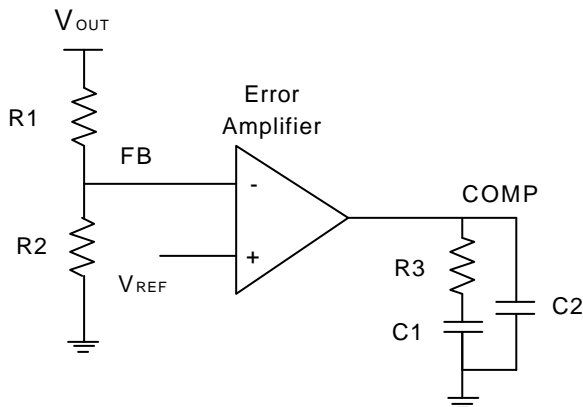 VOUT
Error
Amplifier
R1
FB
-
COMP
R2
+
R3
VREF
C1
C2